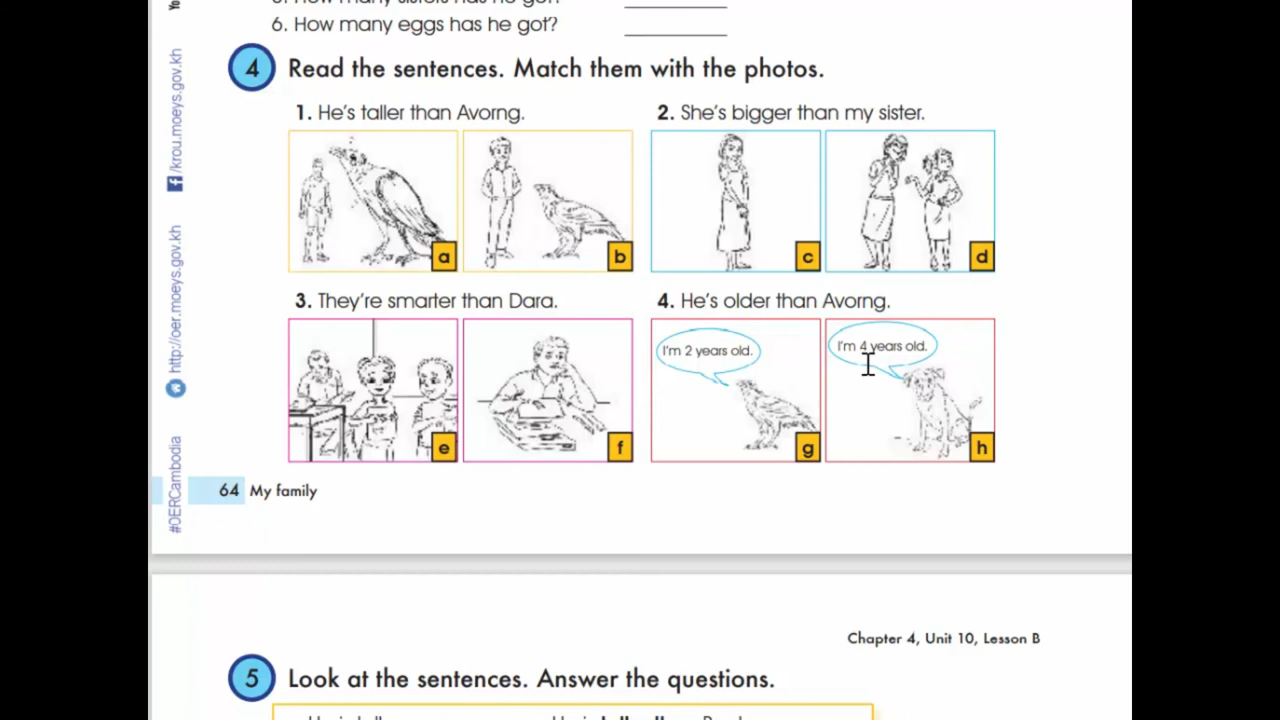 6. How many eggs has he got?
4 Read the sentences. Match them with the photos.
1. He's taller than Avorng.
2. She's bigger than my sister.
a
b
c
d
3. They're smarter than Dara.
4. He's older than Avorng.
I'm 2 years old.
I'm 4 years old.
e
f
g
h
64 My family
/krou.moeys.gov.kh
http://oer.moeys.gov.kh
#OERCambodia
Chapter 4, Unit 10, Lesson B
5 Look at the sentences. Answer the questions.